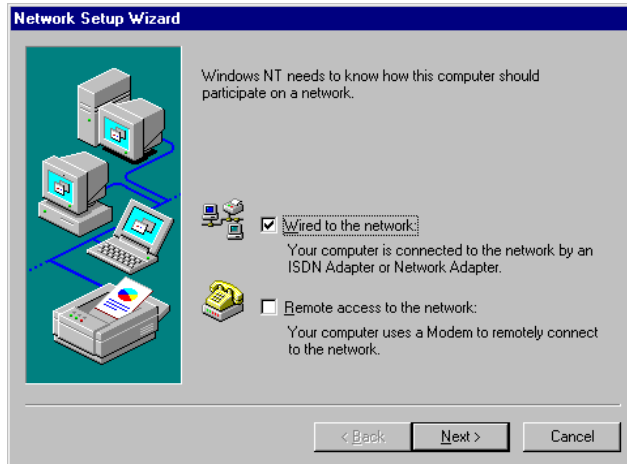 Network Setup Wizard
Windows NT needs to know how this computer should
participate on a network.
Wired to the network:
Your computer is connected to the network by an
ISDN Adapter or Network Adapter.
Remote access to the network:
Your computer uses a Modem to remotely connect
to the network.
< Back
Next >
Cancel